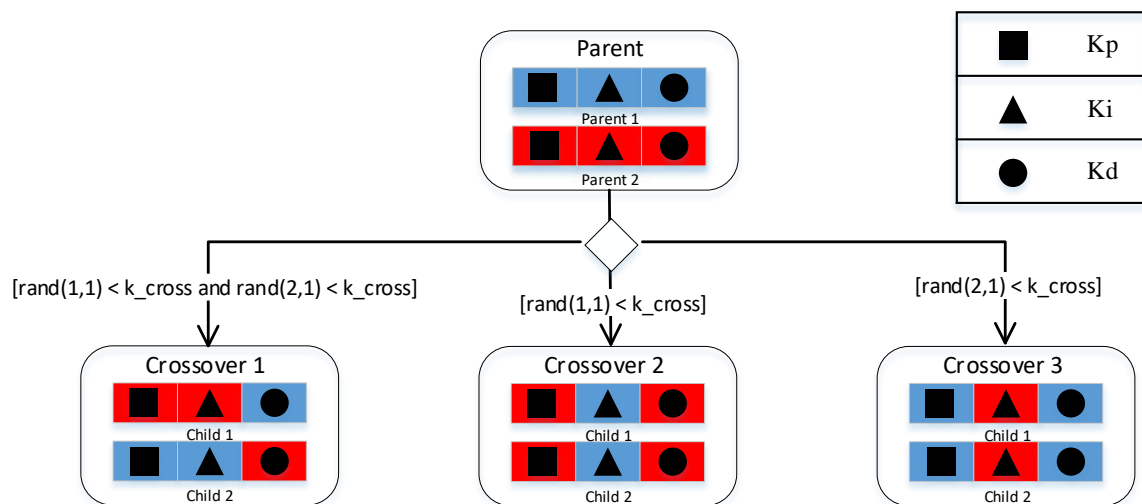 Parent
Parent 1
Parent 2
Kp
Ki
Kd
[rand(1,1) < k_cross and rand(2,1) < k_cross]
[rand(1,1) < k_cross]
[rand(2,1) < k_cross]
Crossover 1
Child 1
Child 2
Crossover 2
Child 1
Child 2
Crossover 3
Child 1
Child 2